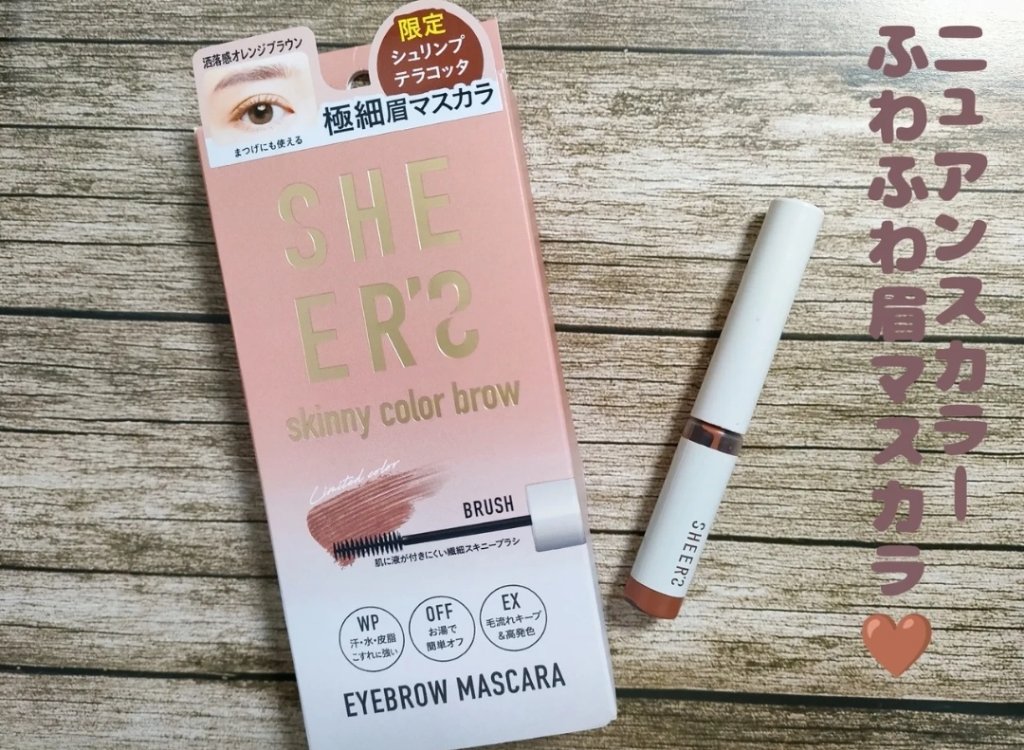 洒落感オレンジブラウン
限定
シュリンプ
テラコッタ
まつげにも使える
極細眉マスカラ
SHE
ER'S
skinny color brow
Limited color
BRUSH
肌に液が付きにくい繊細スキニーブラシ
WP
汗・水・皮脂
こすれに強い
OFF
お湯で
簡単オフ
EX
毛流れキープ
&高発色
EYEBROW MASCARA
SHEER'S
ニュアンスカラー
ふわふわ眉マスカラ🤎